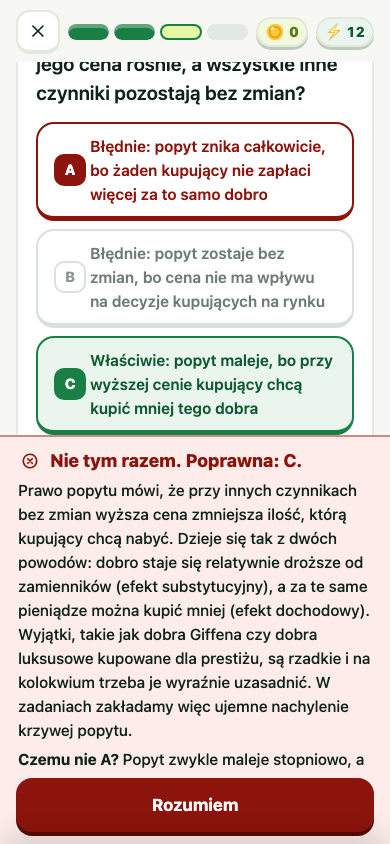 0
12
jego cena rośnie, a wszystkie inne
czynniki pozostają bez zmian?
A
Błędnie: popyt znika całkowicie,
bo żaden kupujący nie zapłaci
więcej za to samo dobro
B
Błędnie: popyt zostaje bez
zmian, bo cena nie ma wpływu
na decyzje kupujących na rynku
C
Właściwie: popyt maleje, bo przy
wyższej cenie kupujący chcą
kupić mniej tego dobra
Nie tym razem. Poprawna: C.
Prawo popytu mówi, że przy innych czynnikach
bez zmian wyższa cena zmniejsza ilość, którą
kupujący chcą nabyć. Dzieje się tak z dwóch
powodów: dobro staje się relatywnie droższe od
zamienników (efekt substytucyjny), a za te same
pieniądze można kupić mniej (efekt dochodowy).
Wyjątki, takie jak dobra Giffena czy dobra
luksusowe kupowane dla prestiżu, są rzadkie i na
kolokwium trzeba je wyraźnie uzasadnić. W
zadaniach zakładamy więc ujemne nachylenie
krzywej popytu.
Czemu nie A? Popyt zwykle maleje stopniowo, a
Rozumiem